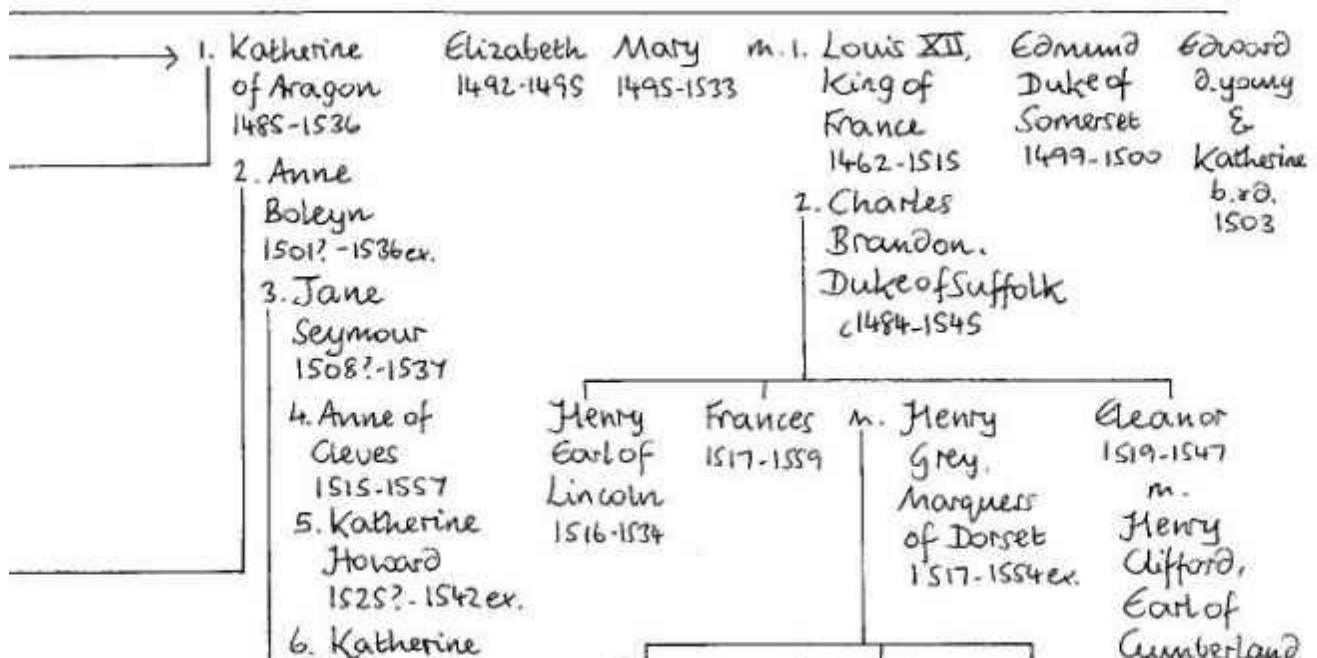 1. Katherine
of Aragon
1485-1536
2. Anne
Boleyn
1501?-1536 ex.
3. Jane
Seymour
1508?-1537
4. Anne of
Cleves
1515-1557
5. Katherine
Howard
1525?-1542 ex.
6. Katherine
Elizabeth
1492-1495
Mary
1495-1533
m. 1. Louis XII,
King of
France
1462-1515
2. Charles
Brandon.
Duke of Suffolk
c1484-1545
Edmund
Duke of
Somerset
1499-1500
Edward
d. young
&
Katherine
b. & d.
1503
Henry
Earl of
Lincoln
1516-1534
Frances
1517-1559
m. Henry
Grey,
Marquess
of Dorset
1517-1554 ex.
Eleanor
1519-1547
m.
Henry
Clifford,
Earl of
Cumberland